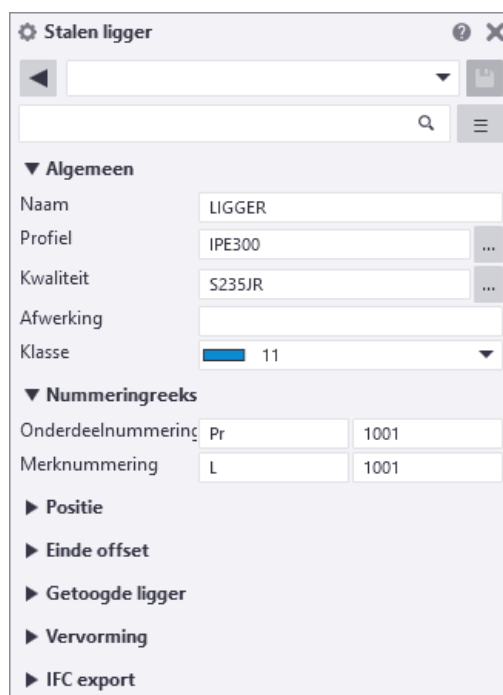 Stalen ligger
Algemeen
Naam LIGGER
Profiel IPE300 ...
Kwaliteit S235JR ...
Afwerking
Klasse 11
Nummeringreeks
Onderdeelnummering Pr 1001
Merknummering L 1001
Positie
Einde offset
Getoogde ligger
Vervorming
IFC export